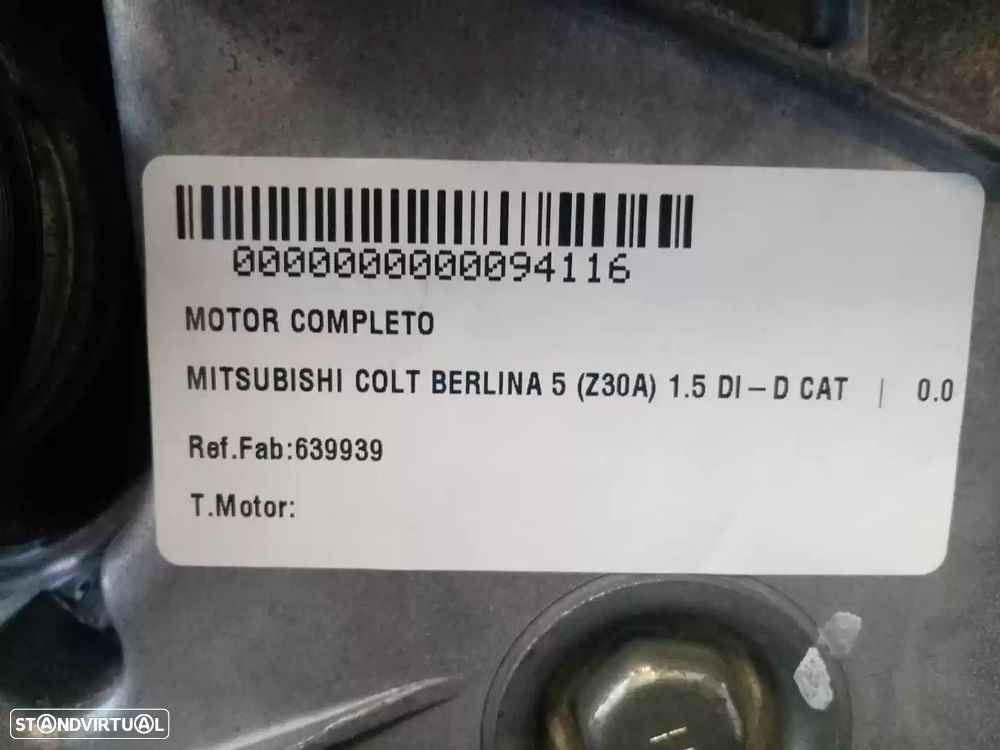 0000000000094116
MOTOR COMPLETO
MITSUBISHI COLT BERLINA 5 (Z30A) 1.5 DI-D CAT | 0.0
Ref.Fab:639939
T.Motor:
STANDVIRTUAL